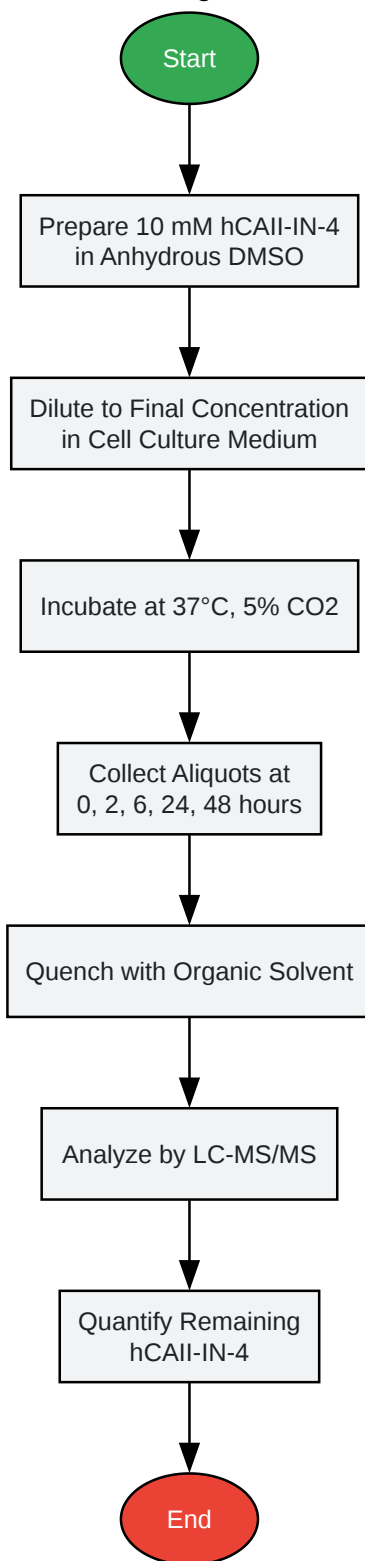 Start
Prepare 10 mM hCAII-IN-4
in Anhydrous DMSO
Dilute to Final Concentration
in Cell Culture Medium
Incubate at 37°C, 5% CO2
Collect Aliquots at
0, 2, 6, 24, 48 hours
Quench with Organic Solvent
Analyze by LC-MS/MS
Quantify Remaining
hCAII-IN-4
End